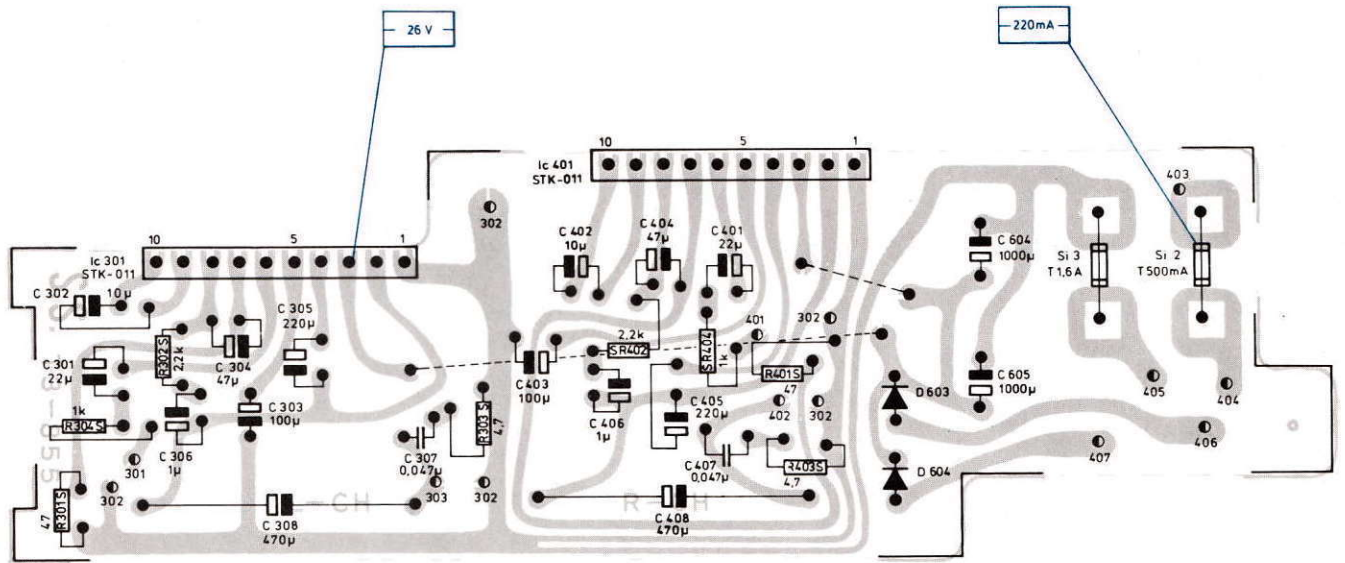 26 V
220mA
10
5
1
Ic 401
STK-011
403
302
C 402
10µ
C 404
47µ
C 401
22µ
C 604
1000µ
Si 3
T 1,6 A
Si 2
T 500mA
10
5
1
Ic 301
STK-011
C 302
10µ
C 305
220µ
R302 S
2,2k
C 304
47µ
C 301
22µ
302
401
2,2k
SR402
SR404
1k
C 403
100µ
R401S
47
C 605
1000µ
1k
R304S
C 306
1µ
C 303
100µ
R303 S
4,7
C 406
1µ
C 405
220µ
402
302
D 603
405
404
406
407
301
302
C 307
0,047µ
303
302
C 407
0,047µ
R403S
4,7
D 604
R301S
47
L-CH
R-CH
C 308
470µ
C 408
470µ